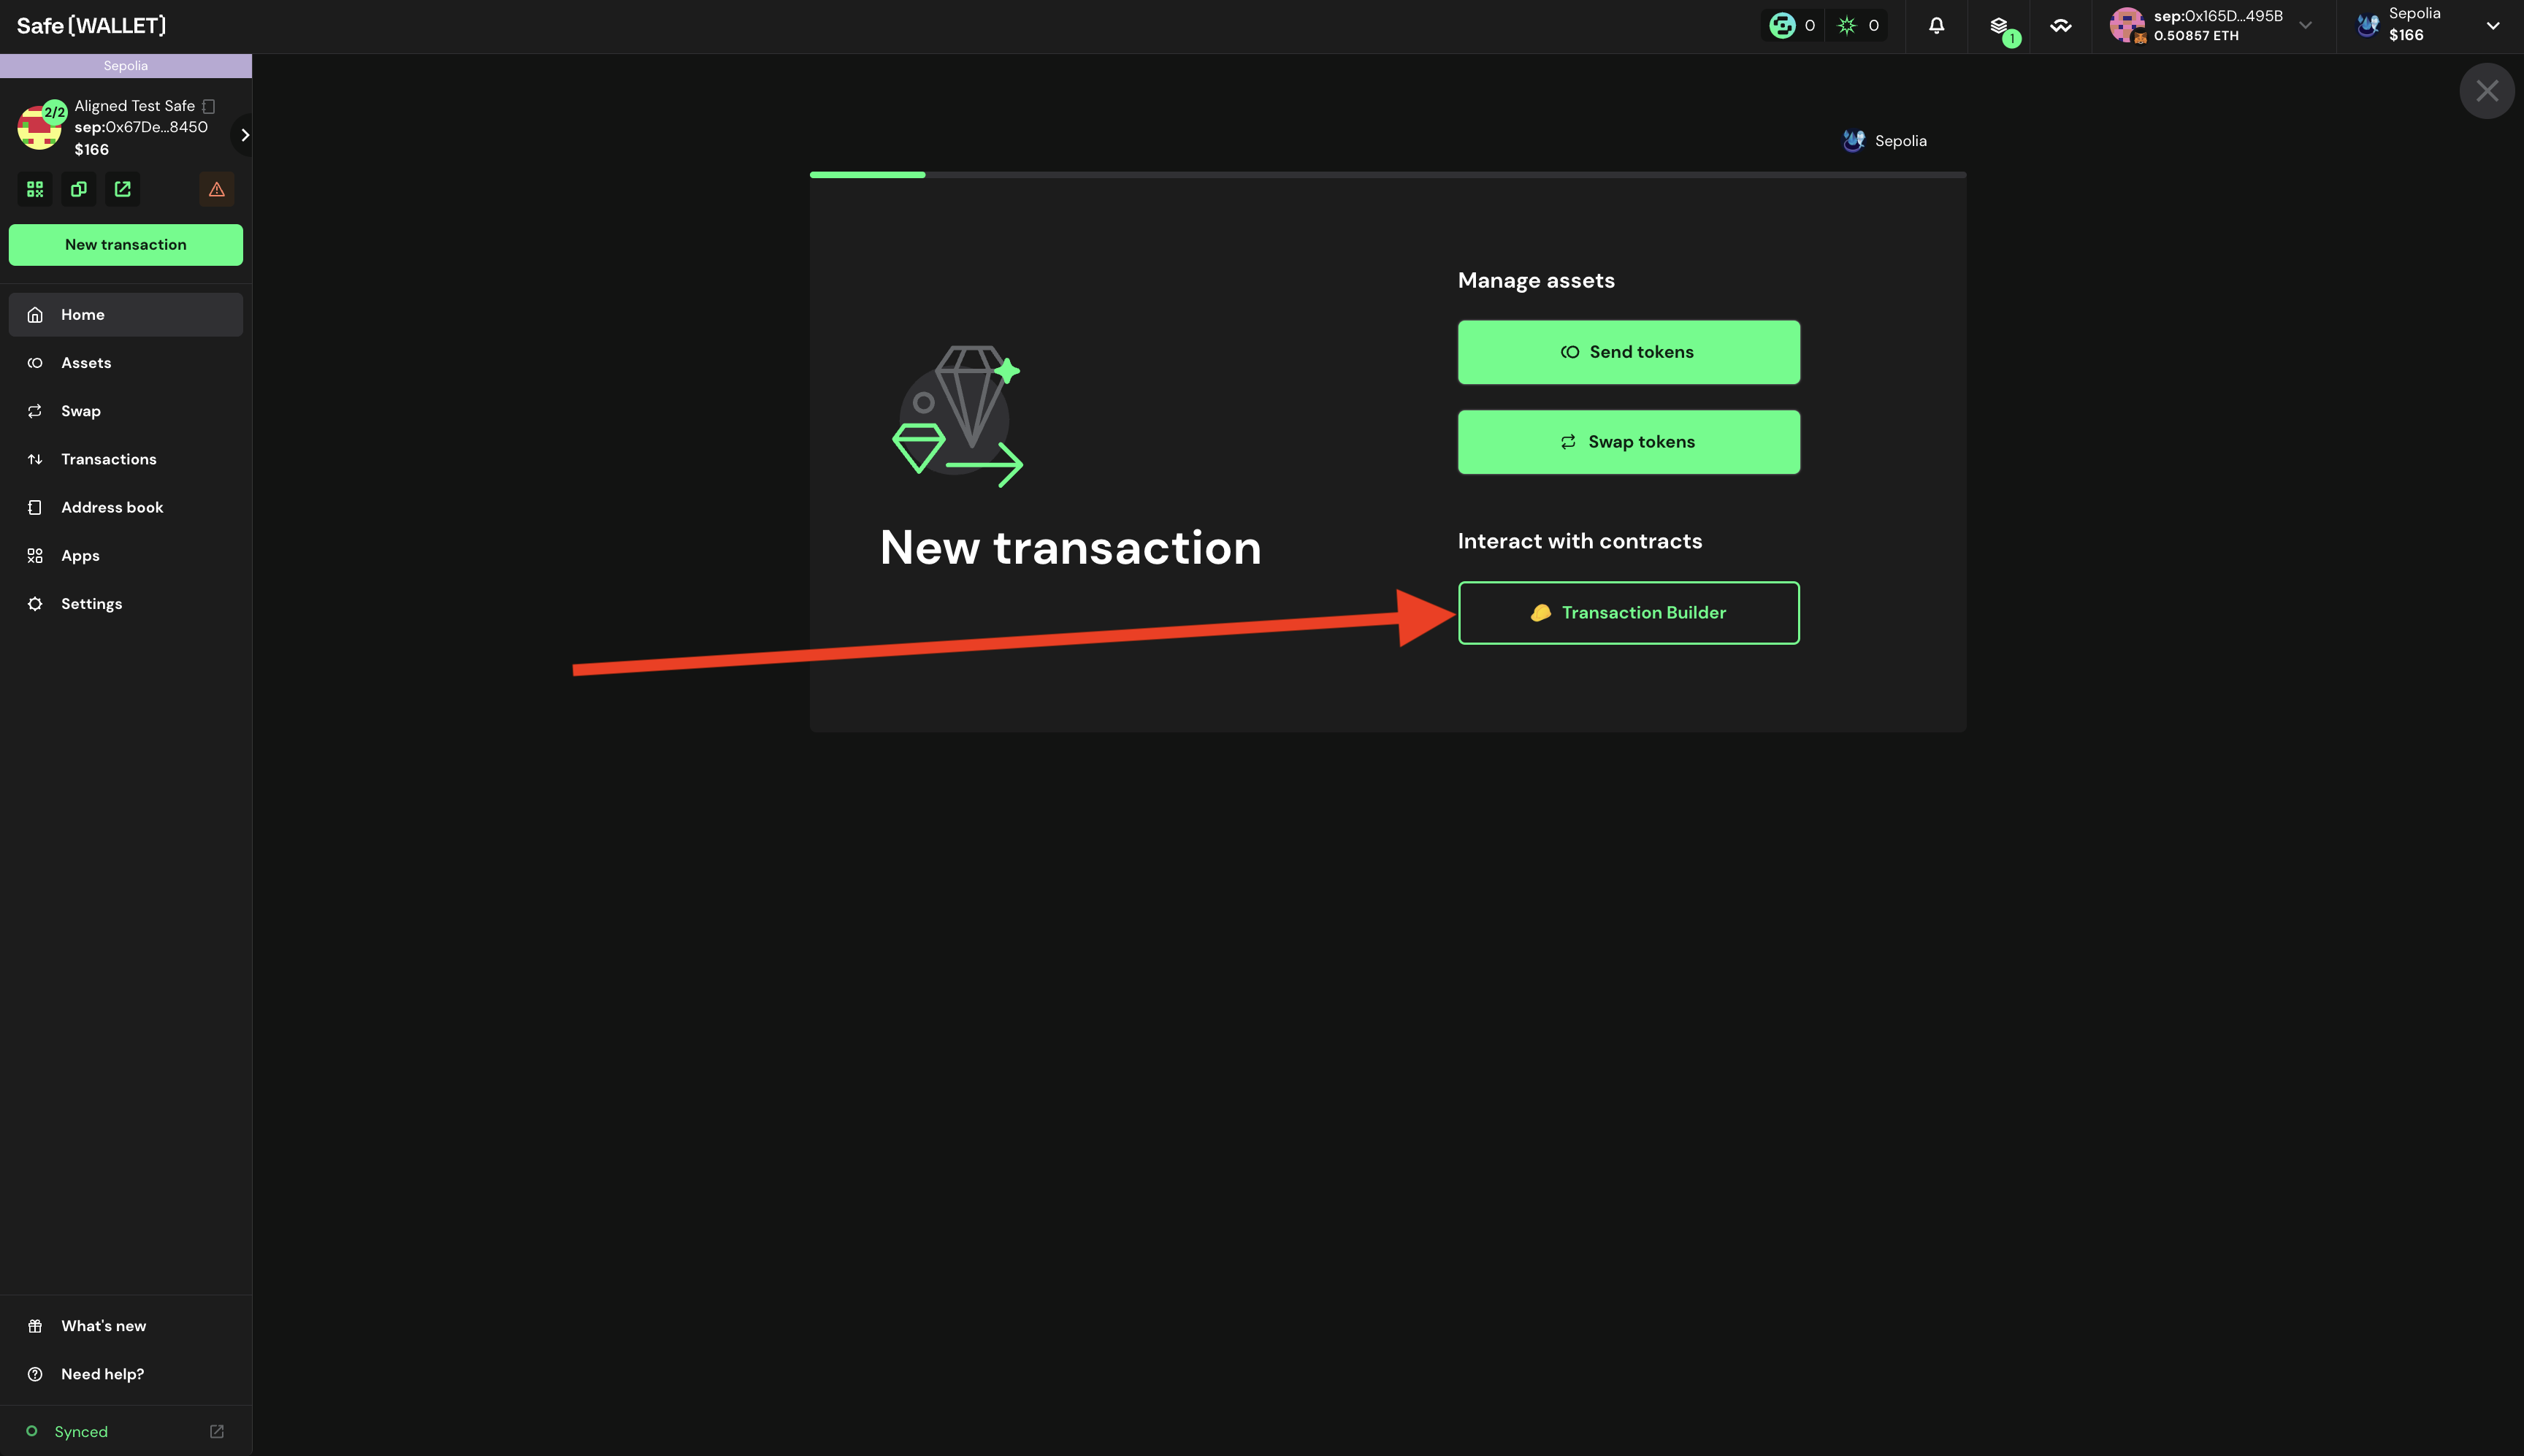 Safe{WALLET}
0
0
1
sep:0x165D...495B
0.50857 ETH
Sepolia
$166
Sepolia
2/2
Aligned Test Safe
sep:0x67De...8450
$166
New transaction
Home
Assets
Swap
Transactions
Address book
Apps
Settings
What's new
Need help?
Synced
Sepolia
New transaction
Manage assets
Send tokens
Swap tokens
Interact with contracts
Transaction Builder